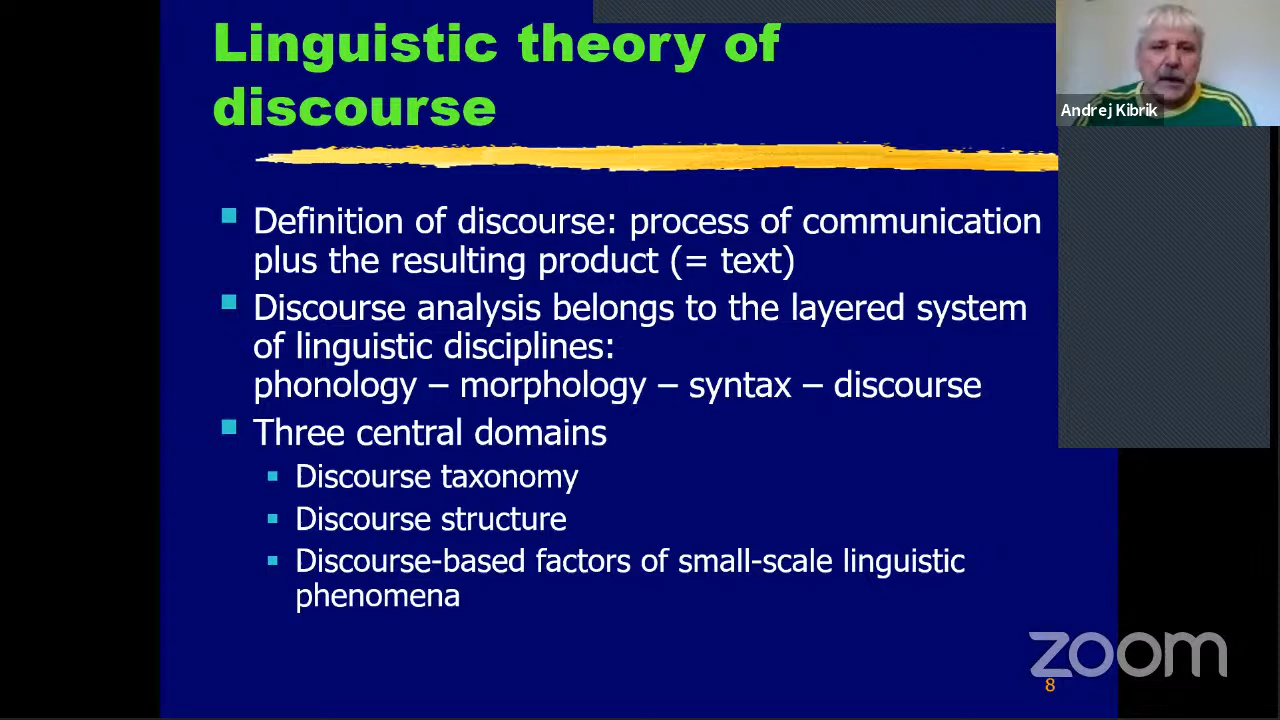 Linguistic theory of
discourse
Andrej Kibrik
Definition of discourse: process of communication
plus the resulting product (= text)
Discourse analysis belongs to the layered system
of linguistic disciplines:
phonology – morphology – syntax – discourse
Three central domains
Discourse taxonomy
Discourse structure
Discourse-based factors of small-scale linguistic
phenomena
zoom
8